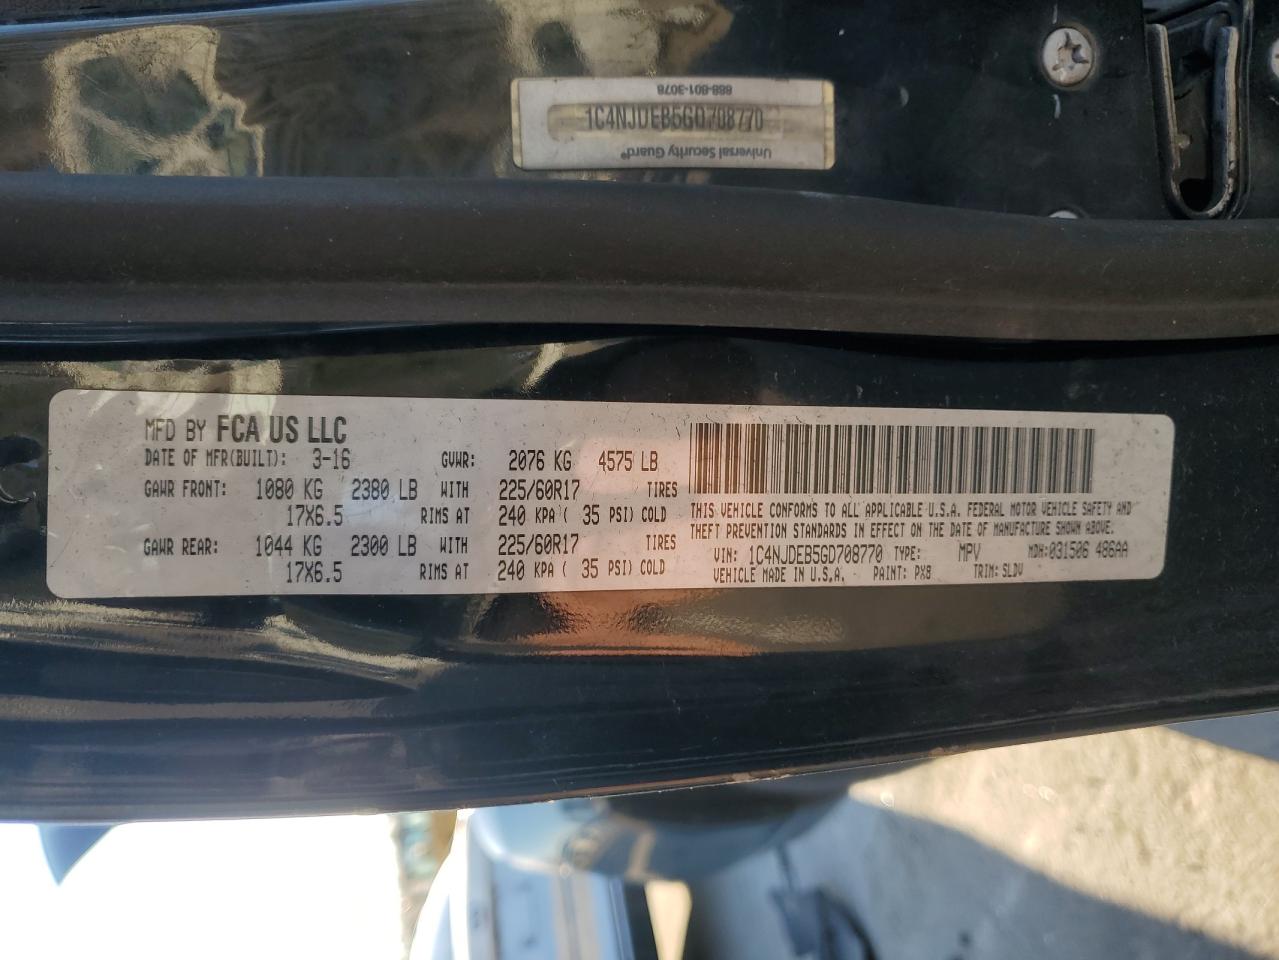 888-801-3078
1C4NJDEB5GD708770
Universal Security Guard®
MFD BY FCA US LLC
DATE OF MFR(BUILT): 3-16 GVWR: 2076 KG 4575 LB
GAWR FRONT: 1080 KG 2380 LB WITH 225/60R17 TIRES
17X6.5 RIMS AT 240 KPA( 35 PSI) COLD
GAWR REAR: 1044 KG 2300 LB WITH 225/60R17 TIRES
17X6.5 RIMS AT 240 KPA( 35 PSI) COLD
THIS VEHICLE CONFORMS TO ALL APPLICABLE U.S.A. FEDERAL MOTOR VEHICLE SAFETY AND
THEFT PREVENTION STANDARDS IN EFFECT ON THE DATE OF MANUFACTURE SHOWN ABOVE.
VIN: 1C4NJDEB5GD708770 TYPE: MPV MDH:031506 486AA
VEHICLE MADE IN U.S.A. PAINT: PX8 TRIM: SLDV